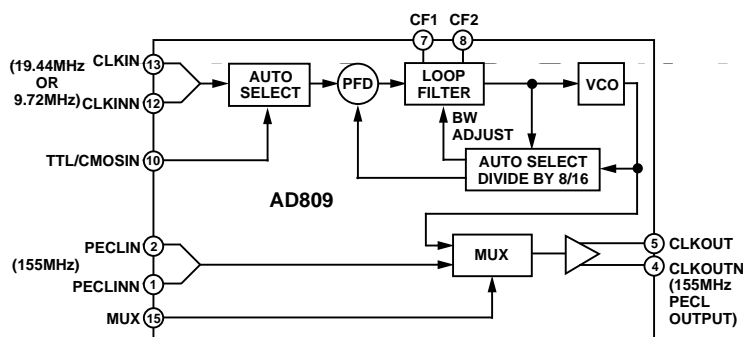 CF1 CF2
7 8
CLKIN 13
(19.44MHz
OR
9.72MHz)
CLKINN 12
AUTO
SELECT
PFD
LOOP
FILTER
VCO
BW
ADJUST
TTL/CMOSIN 10
AUTO SELECT
DIVIDE BY 8/16
AD809
PECLIN 2
(155MHz)
PECLINN 1
MUX 15
MUX
5 CLKOUT
4 CLKOUTN
(155MHz
PECL
OUTPUT)